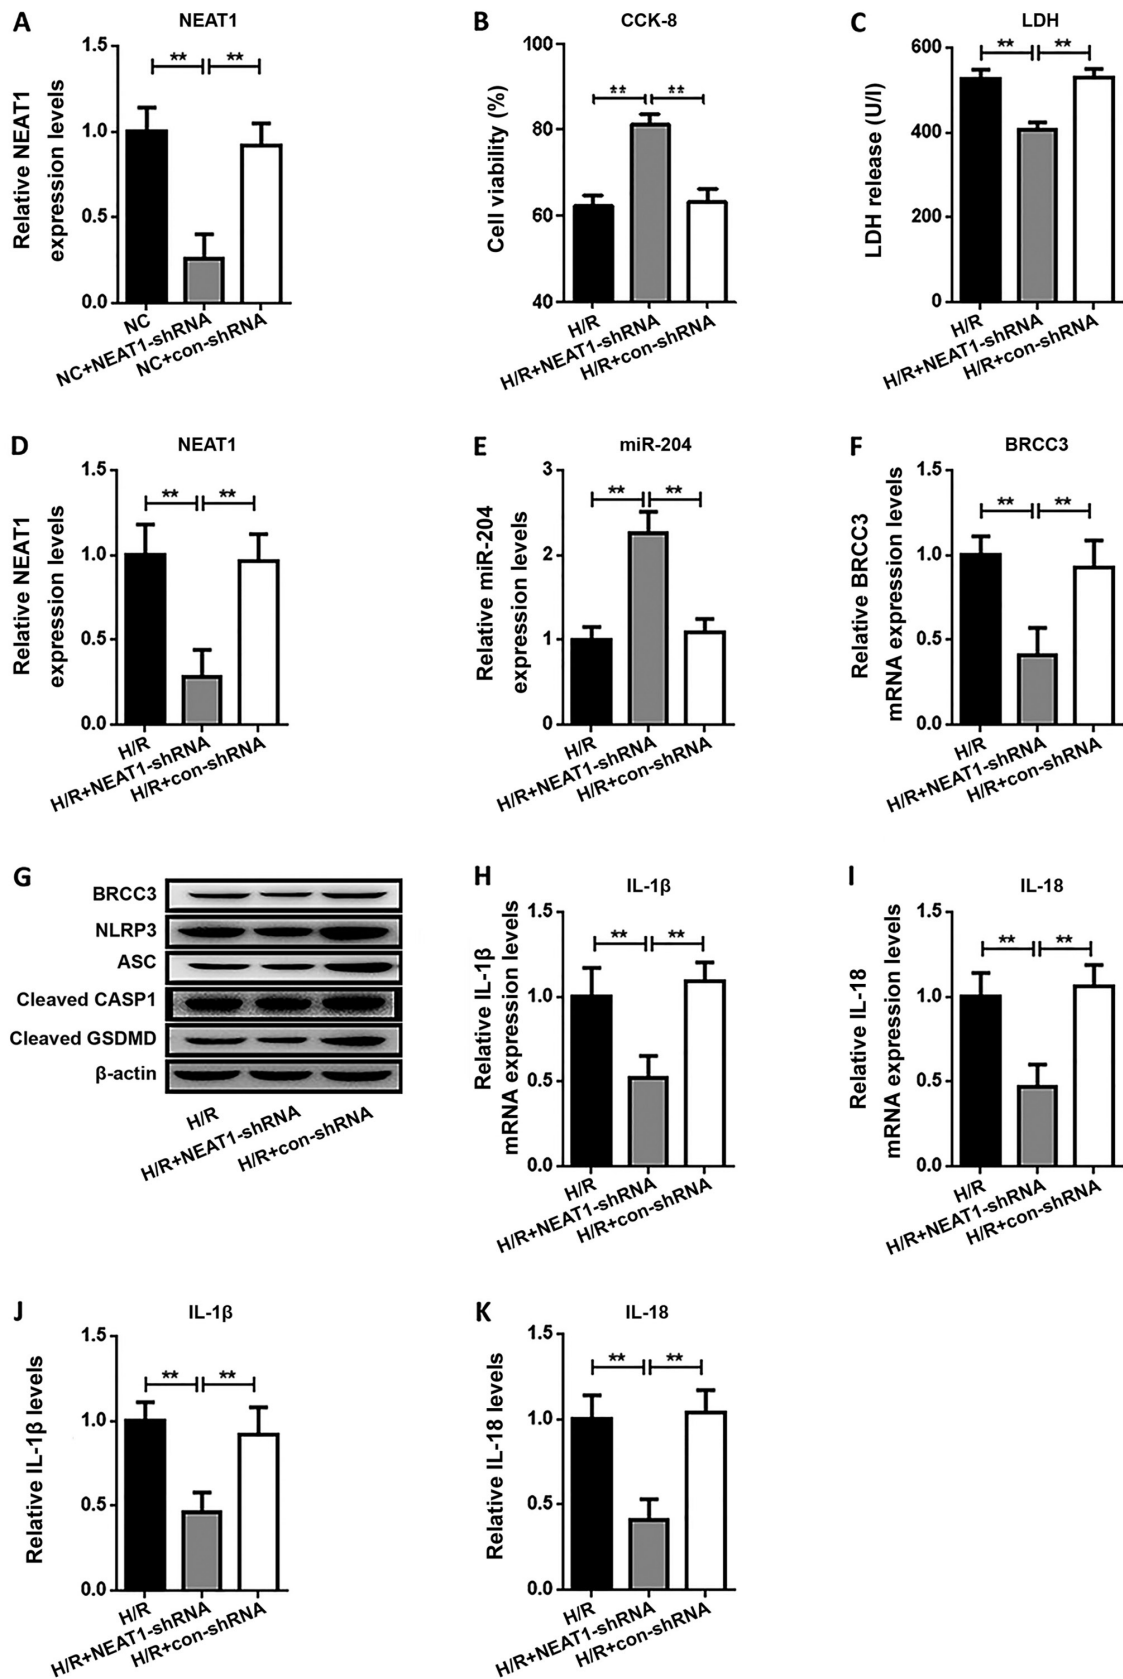 A
NEAT1
Relative NEAT1
expression levels
1.5
1.0
0.5
0.0
** **
NC
NC+NEAT1-shRNA
NC+con-shRNA
B
CCK-8
Cell viability (%)
100
80
60
40
** **
H/R
H/R+NEAT1-shRNA
H/R+con-shRNA
C
LDH
LDH release (U/l)
600
400
200
0
** **
H/R
H/R+NEAT1-shRNA
H/R+con-shRNA
D
NEAT1
Relative NEAT1
expression levels
1.5
1.0
0.5
0.0
** **
H/R
H/R+NEAT1-shRNA
H/R+con-shRNA
E
miR-204
Relative miR-204
expression levels
3
2
1
0
** **
H/R
H/R+NEAT1-shRNA
H/R+con-shRNA
F
BRCC3
Relative BRCC3
mRNA expression levels
1.5
1.0
0.5
0.0
** **
H/R
H/R+NEAT1-shRNA
H/R+con-shRNA
G
BRCC3
NLRP3
ASC
Cleaved CASP1
Cleaved GSDMD
β-actin
H/R
H/R+NEAT1-shRNA
H/R+con-shRNA
H
IL-1β
Relative IL-1β
mRNA expression levels
1.5
1.0
0.5
0.0
** **
H/R
H/R+NEAT1-shRNA
H/R+con-shRNA
I
IL-18
Relative IL-18
mRNA expression levels
1.5
1.0
0.5
0.0
** **
H/R
H/R+NEAT1-shRNA
H/R+con-shRNA
J
IL-1β
Relative IL-1β levels
1.5
1.0
0.5
0.0
** **
H/R
H/R+NEAT1-shRNA
H/R+con-shRNA
K
IL-18
Relative IL-18 levels
1.5
1.0
0.5
0.0
** **
H/R
H/R+NEAT1-shRNA
H/R+con-shRNA